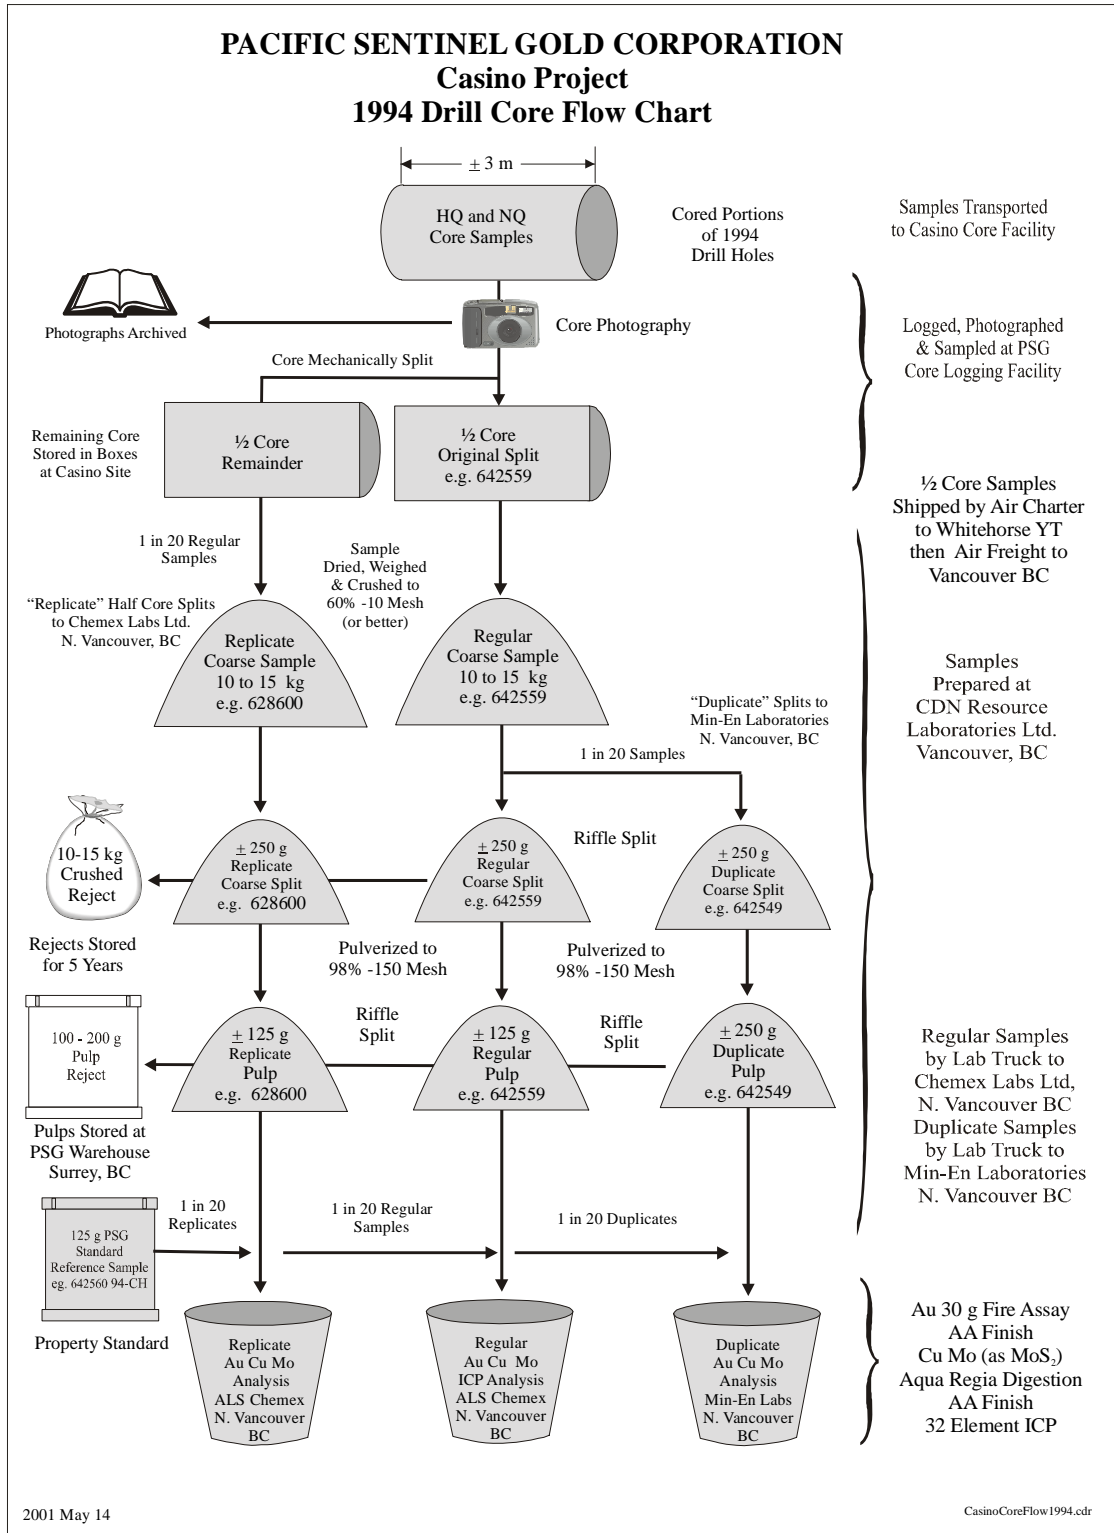 PACIFIC SENTINEL GOLD CORPORATION
Casino Project
1994 Drill Core Flow Chart
± 3 m
HQ and NQ
Core Samples
Cored Portions
of 1994
Drill Holes
Samples Transported
to Casino Core Facility
Photographs Archived
Core Photography
Logged, Photographed
& Sampled at PSG
Core Logging Facility
Core Mechanically Split
Remaining Core
Stored in Boxes
at Casino Site
½ Core
Remainder
½ Core
Original Split
e.g. 642559
½ Core Samples
Shipped by Air Charter
to Whitehorse YT
then Air Freight to
Vancouver BC
1 in 20 Regular
Samples
Sample
Dried, Weighed
& Crushed to
60% -10 Mesh
(or better)
“Replicate” Half Core Splits
to Chemex Labs Ltd.
N. Vancouver, BC
Replicate
Coarse Sample
10 to 15 kg
e.g. 628600
Regular
Coarse Sample
10 to 15 kg
e.g. 642559
“Duplicate” Splits to
Min-En Laboratories
N. Vancouver, BC
1 in 20 Samples
Samples
Prepared at
CDN Resource
Laboratories Ltd.
Vancouver, BC
10-15 kg
Crushed
Reject
Rejects Stored
for 5 Years
± 250 g
Replicate
Coarse Split
e.g. 628600
± 250 g
Regular
Coarse Split
e.g. 642559
Riffle Split
± 250 g
Duplicate
Coarse Split
e.g. 642549
Pulverized to
98% -150 Mesh
Pulverized to
98% -150 Mesh
100 - 200 g
Pulp
Reject
Pulps Stored at
PSG Warehouse
Surrey, BC
± 125 g
Replicate
Pulp
e.g. 628600
Riffle
Split
± 125 g
Regular
Pulp
e.g. 642559
Riffle
Split
± 250 g
Duplicate
Pulp
e.g. 642549
Regular Samples
by Lab Truck to
Chemex Labs Ltd,
N. Vancouver BC
Duplicate Samples
by Lab Truck to
Min-En Laboratories
N. Vancouver BC
125 g PSG
Standard
Reference Sample
eg. 642560 94-CH
Property Standard
1 in 20
Replicates
1 in 20 Regular
Samples
1 in 20 Duplicates
Replicate
Au Cu Mo
Analysis
ALS Chemex
N. Vancouver
BC
Regular
Au Cu Mo
ICP Analysis
ALS Chemex
N. Vancouver
BC
Duplicate
Au Cu Mo
Analysis
Min-En Labs
N. Vancouver
BC
Au 30 g Fire Assay
AA Finish
Cu Mo (as MoS₂)
Aqua Regia Digestion
AA Finish
32 Element ICP
2001 May 14
CasinoCoreFlow1994.cdr